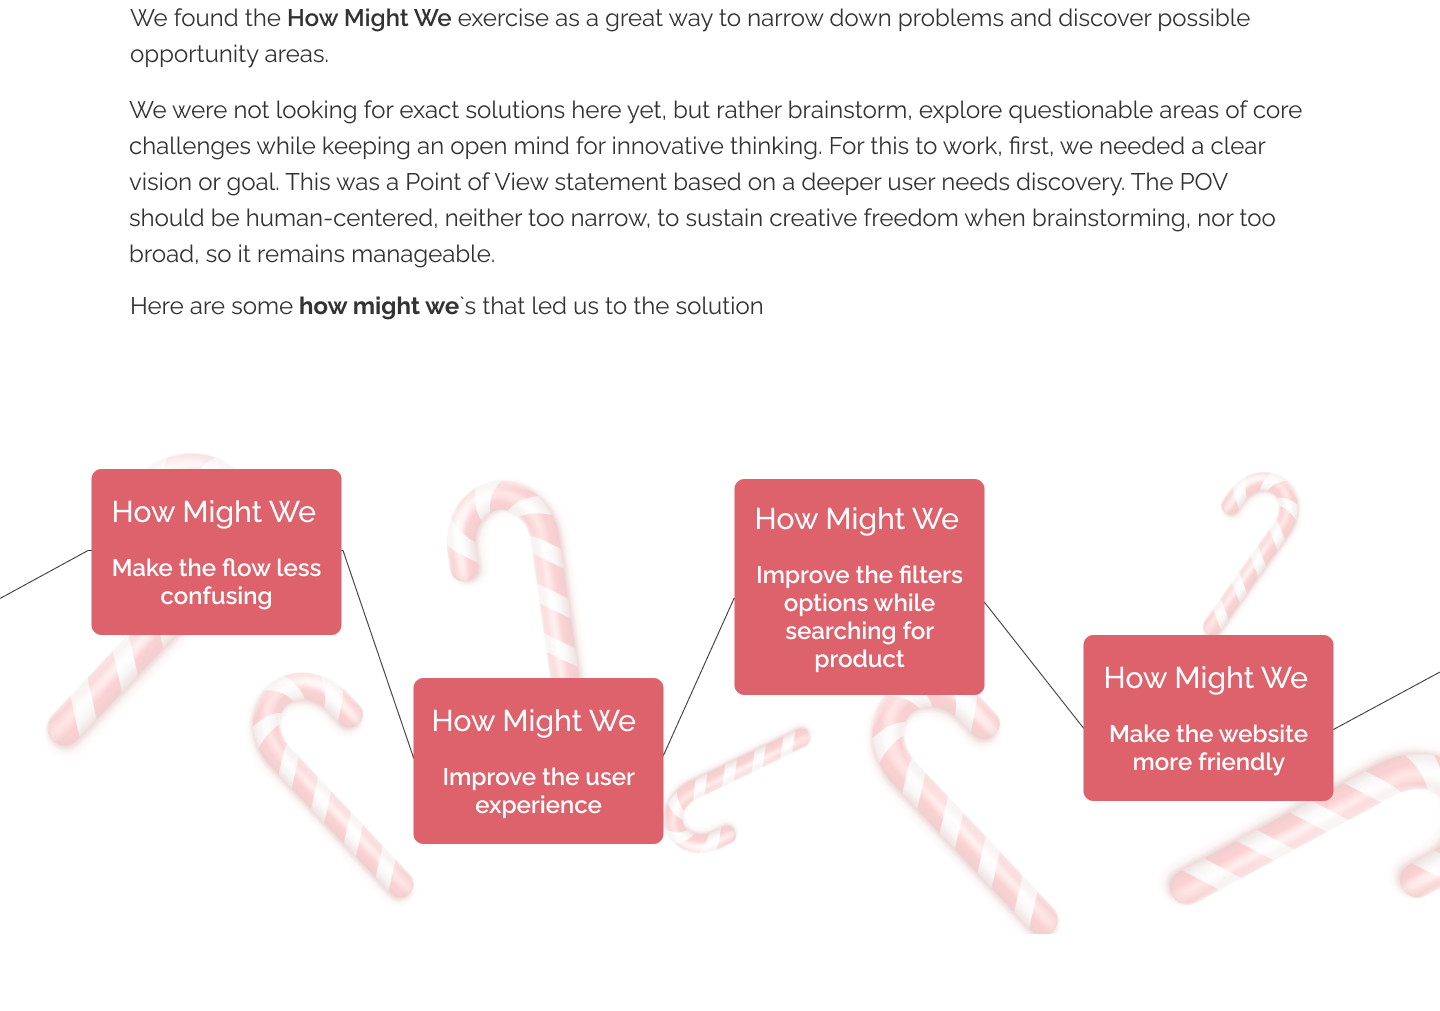 We found the How Might We exercise as a great way to narrow down problems and discover possible
opportunity areas.
We were not looking for exact solutions here yet, but rather brainstorm, explore questionable areas of core
challenges while keeping an open mind for innovative thinking. For this to work, first, we needed a clear
vision or goal. This was a Point of View statement based on a deeper user needs discovery. The POV
should be human-centered, neither too narrow, to sustain creative freedom when brainstorming, nor too
broad, so it remains manageable.
Here are some how might we`s that led us to the solution
How Might We
Make the flow less
confusing
How Might We
Improve the user
experience
How Might We
Improve the filters
options while
searching for
product
How Might We
Make the website
more friendly